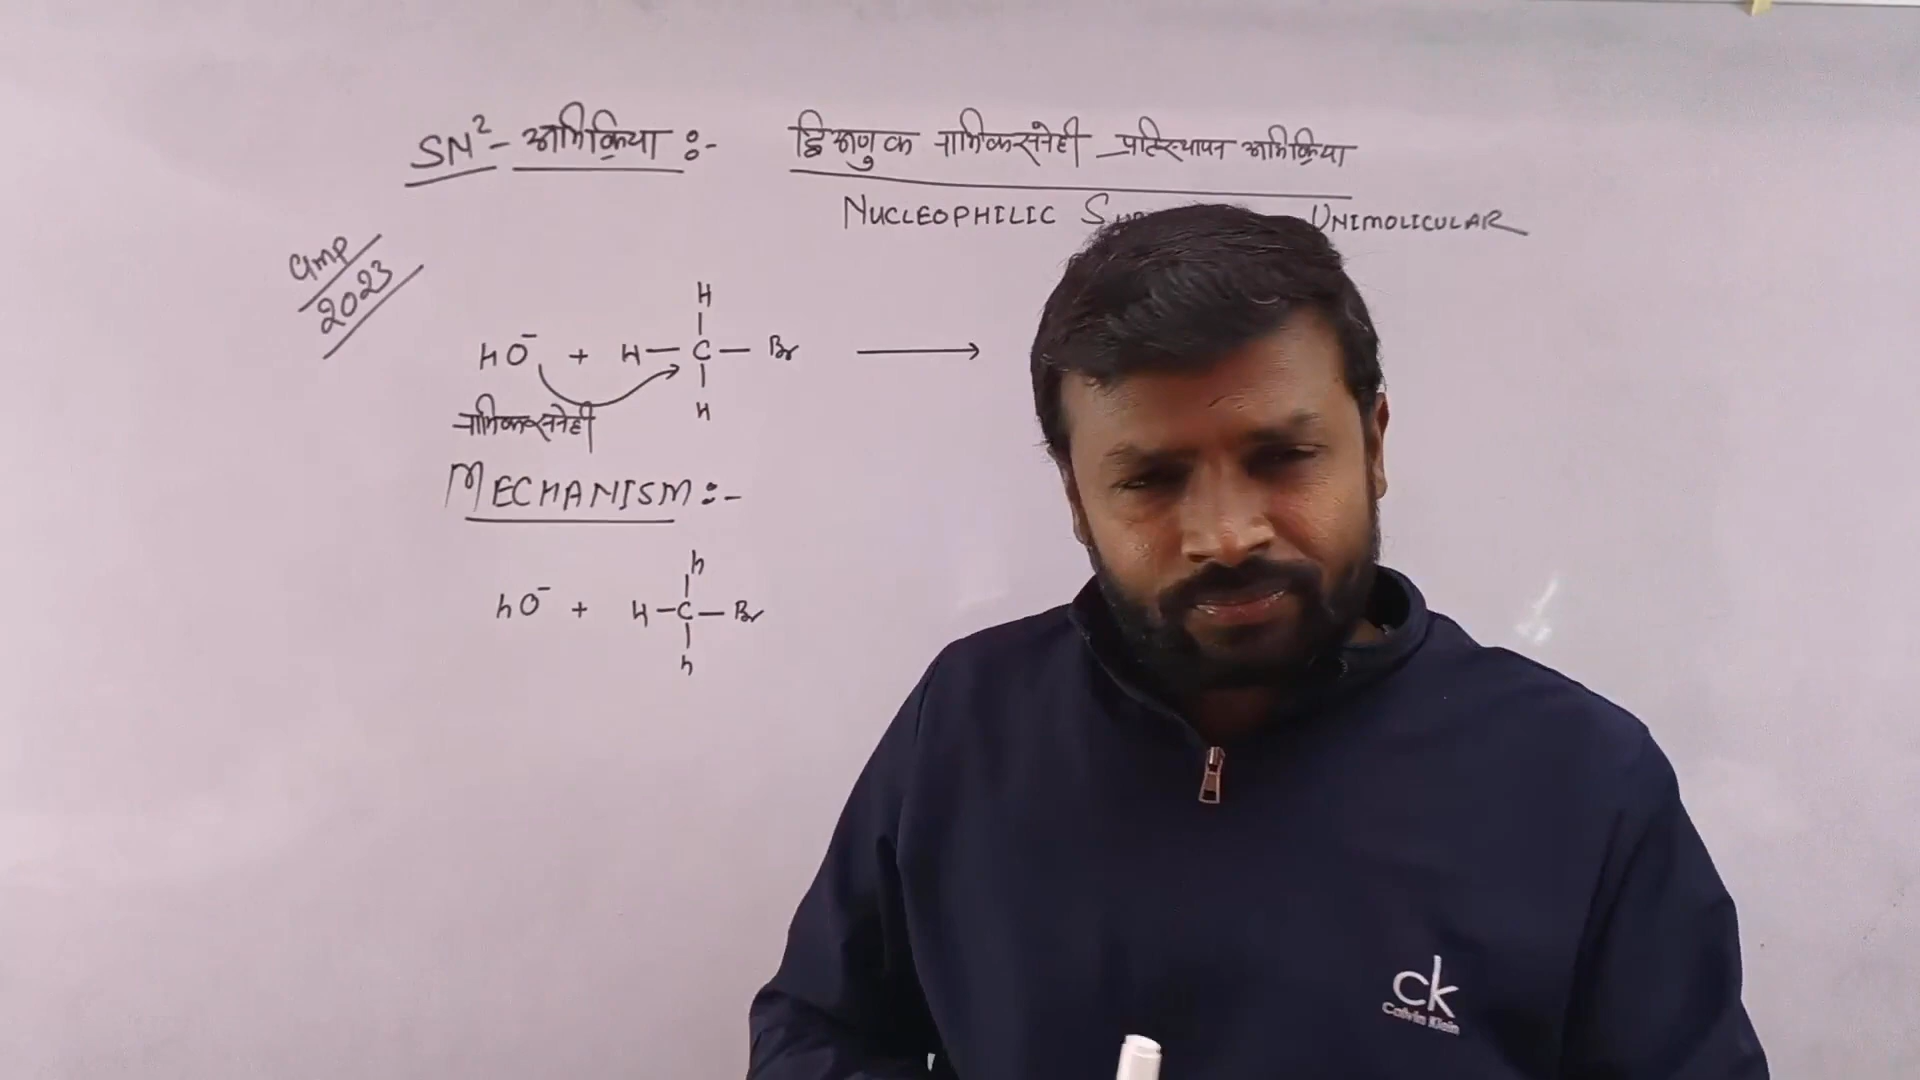 SN²- अभिक्रिया :-
द्विअणुक नाभिकस्नेही प्रतिस्थापन अभिक्रिया
NUCLEOPHILIC UNIMOLICULAR
Imp
2023
H
HO⁻ + H—C—Br ⟶
H
नाभिकस्नेही
MECHANISM :-
h
hO⁻ + H—C—Br
h
ck
Calvin Klein